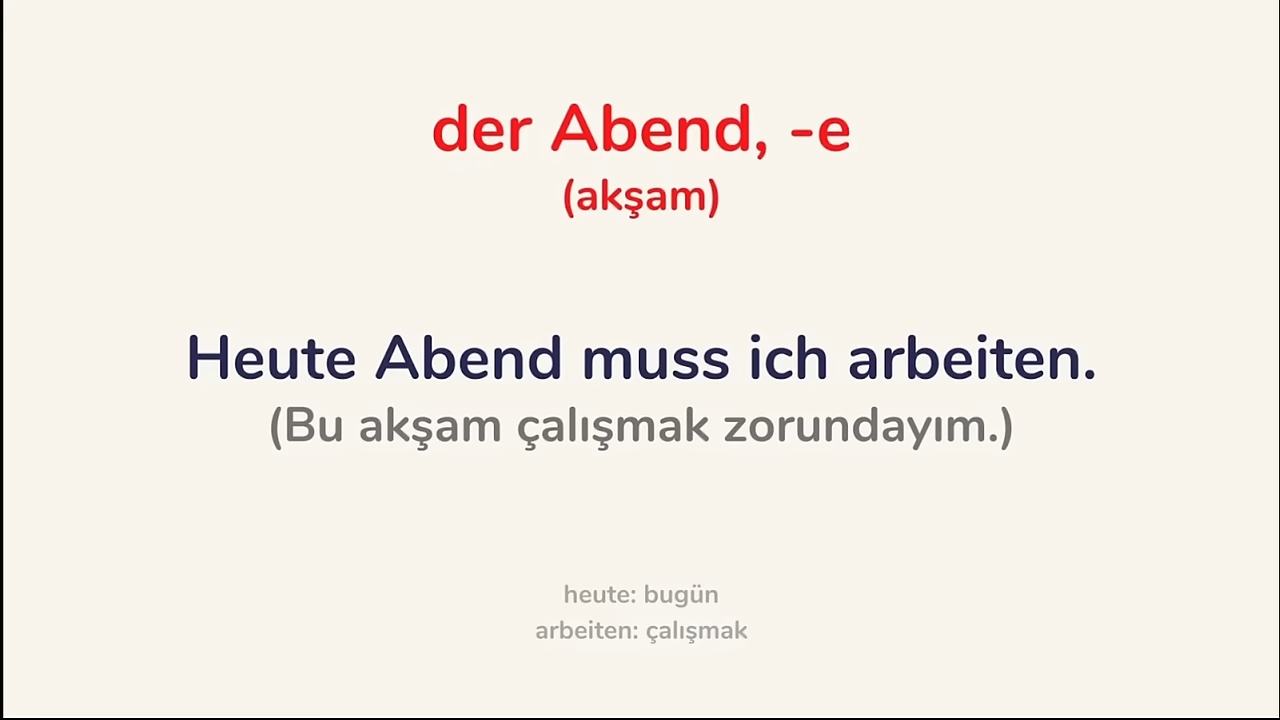 der Abend, -e
(akşam)
Heute Abend muss ich arbeiten.
(Bu akşam çalışmak zorundayım.)
heute: bugün
arbeiten: çalışmak